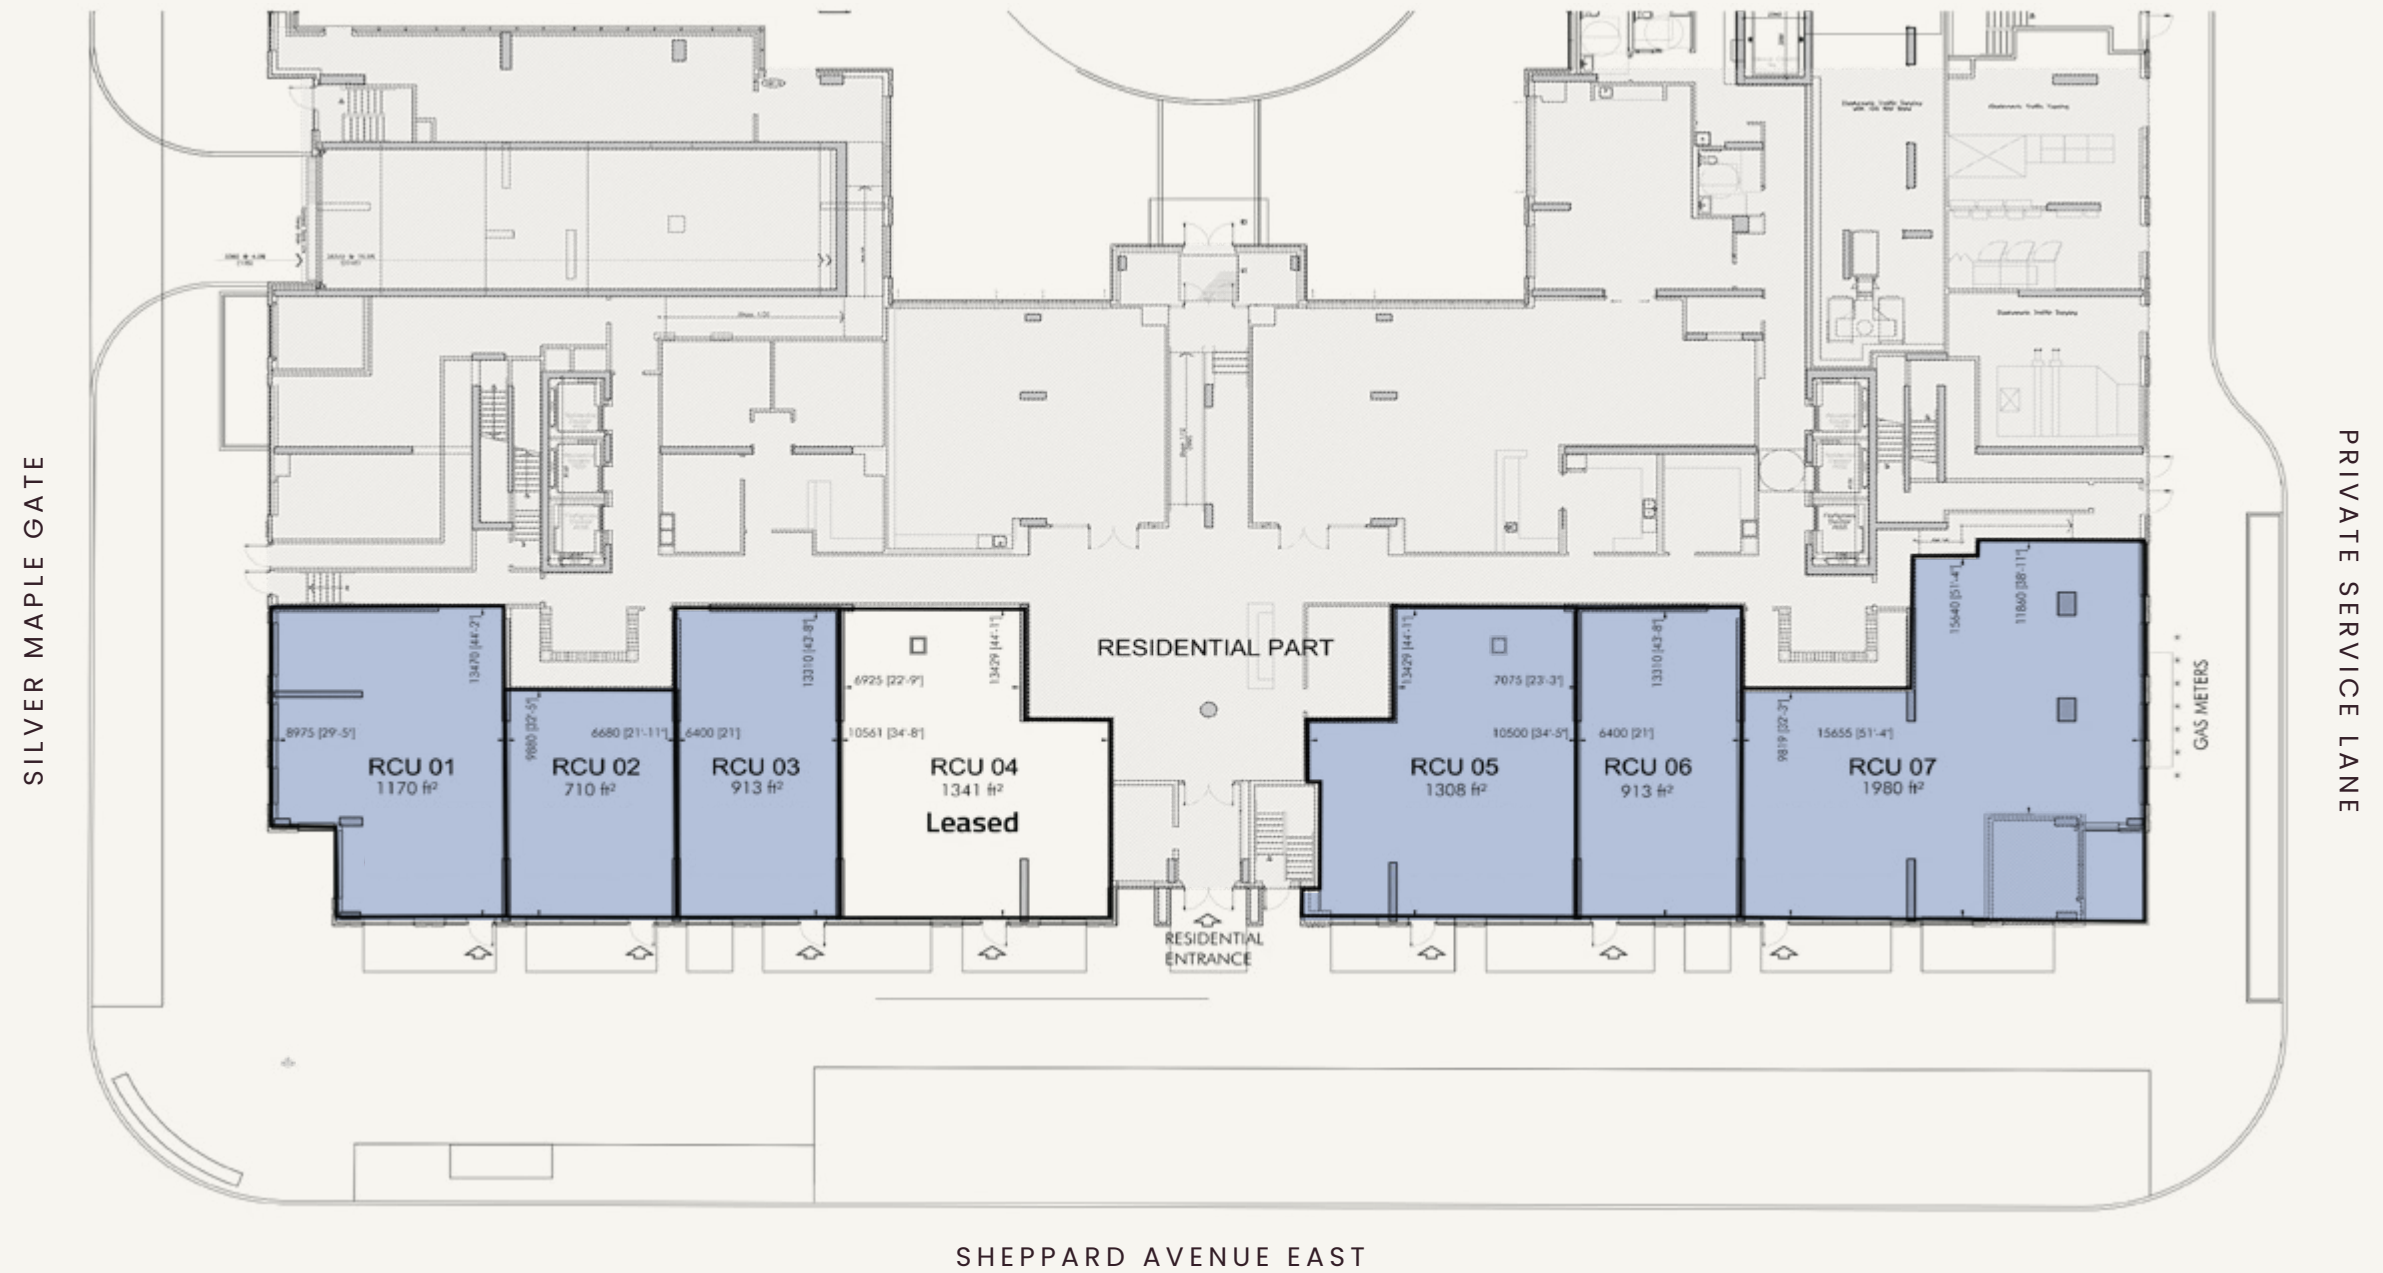 SILVER MAPLE GATE
PRIVATE SERVICE LANE
GAS METERS
RESIDENTIAL PART
13470 [44'-2"]
8975 [29'-5"]
RCU 01
1170 ft²
9880 [32'-5"]
6680 [21'-11"]
RCU 02
710 ft²
13310 [43'-8"]
6400 [21']
RCU 03
913 ft²
13429 [44'-1"]
6925 [22'-9"]
10561 [34'-8"]
RCU 04
1341 ft²
Leased
13429 [44'-1"]
7075 [23'-3"]
10500 [34'-5"]
RCU 05
1308 ft²
13310 [43'-8"]
6400 [21']
RCU 06
913 ft²
15640 [51'-4"]
11860 [38'-11"]
9819 [32'-3"]
15655 [51'-4"]
RCU 07
1980 ft²
RESIDENTIAL
ENTRANCE
SHEPPARD AVENUE EAST